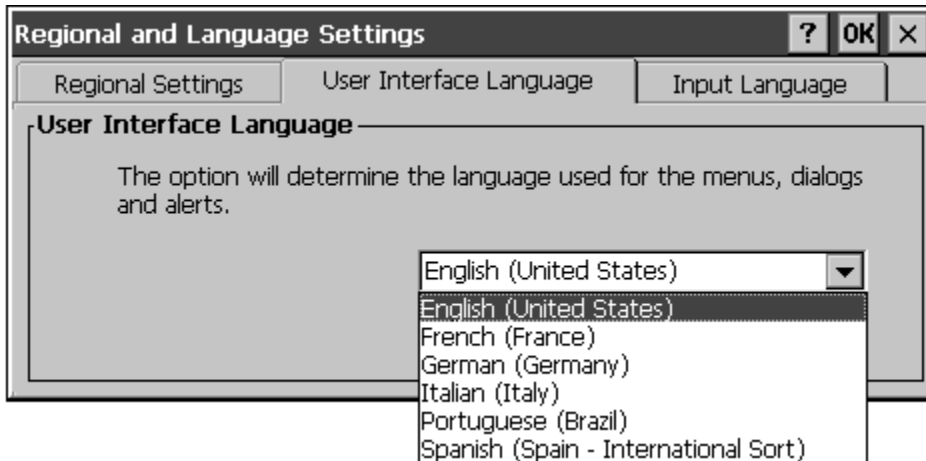 Regional and Language Settings ? OK ×
Regional Settings User Interface Language Input Language
User Interface Language
The option will determine the language used for the menus, dialogs
and alerts.
English (United States)
English (United States)
French (France)
German (Germany)
Italian (Italy)
Portuguese (Brazil)
Spanish (Spain - International Sort)